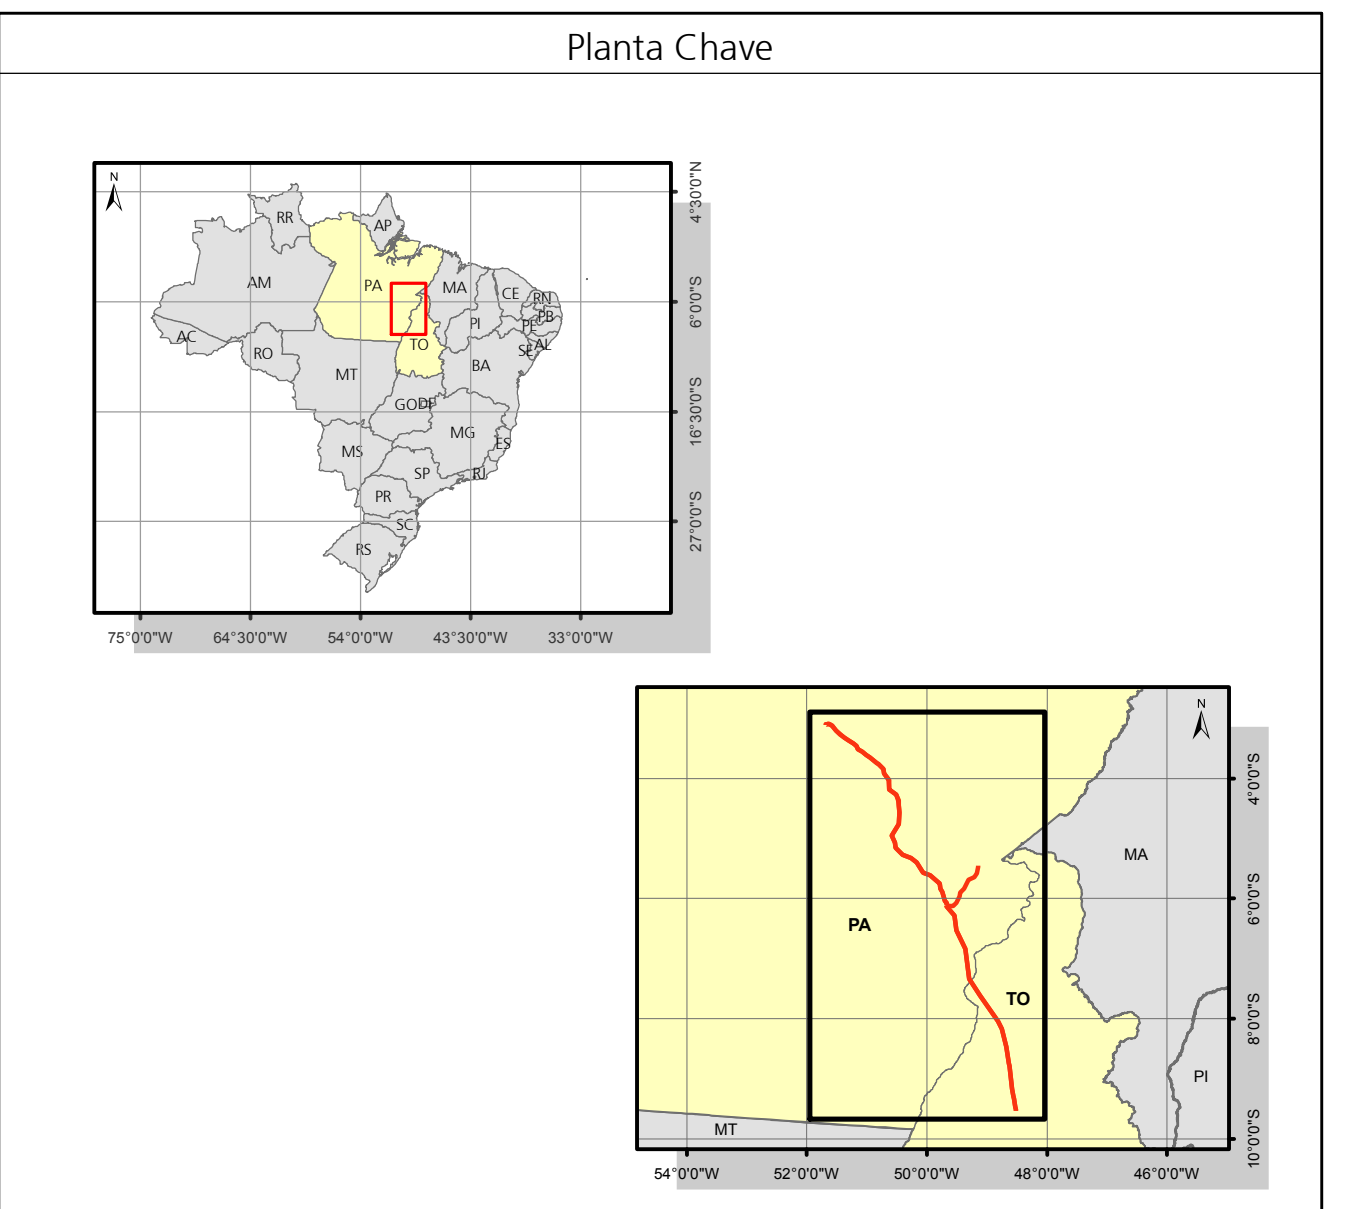 Planta Chave
N
4°30'0"N
RR
AP
AM
PA
MA
CE
RN
6°0'0"S
PB
PI
PE
AC
TO
AL
SE
RO
BA
MT
GO
DF
16°30'0"S
MG
ES
MS
SP
RJ
PR
SC
27°0'0"S
RS
75°0'0"W 64°30'0"W 54°0'0"W 43°30'0"W 33°0'0"W
N
4°0'0"S
MA
6°0'0"S
PA
TO
8°0'0"S
PI
MT
10°0'0"S
54°0'0"W 52°0'0"W 50°0'0"W 48°0'0"W 46°0'0"W